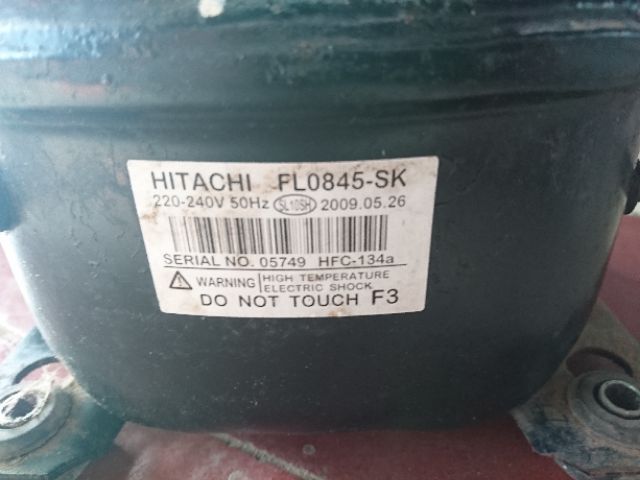 HITACHI FL0845-SK
220-240V 50Hz SL10SH 2009.05.26
SERIAL NO. 05749 HFC-134a
WARNING HIGH TEMPERATURE
ELECTRIC SHOCK
DO NOT TOUCH F3